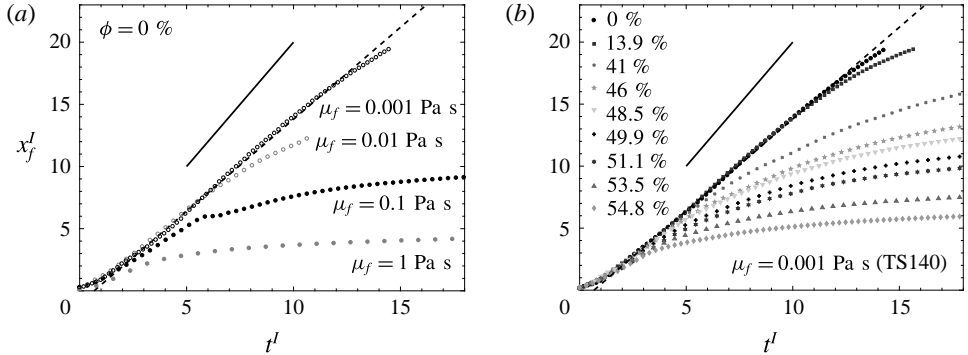 (a)
ϕ = 0 %
20
15
x_f^I
10
5
0
5
10
15
t^I
μ_f = 0.001 Pa s
μ_f = 0.01 Pa s
μ_f = 0.1 Pa s
μ_f = 1 Pa s
(b)
0 %
13.9 %
41 %
46 %
48.5 %
49.9 %
51.1 %
53.5 %
54.8 %
20
15
10
5
0
5
10
15
t^I
μ_f = 0.001 Pa s (TS140)